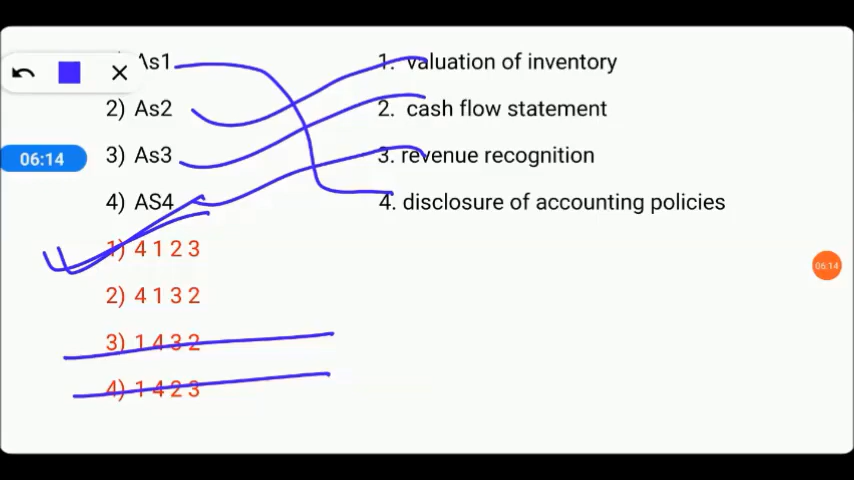 As1 1. valuation of inventory
2) As2 2. cash flow statement
06:14 3) As3 3. revenue recognition
4) AS4 4. disclosure of accounting policies
1) 4 1 2 3
06:14
2) 4 1 3 2
3) 1 4 3 2
4) 1 4 2 3